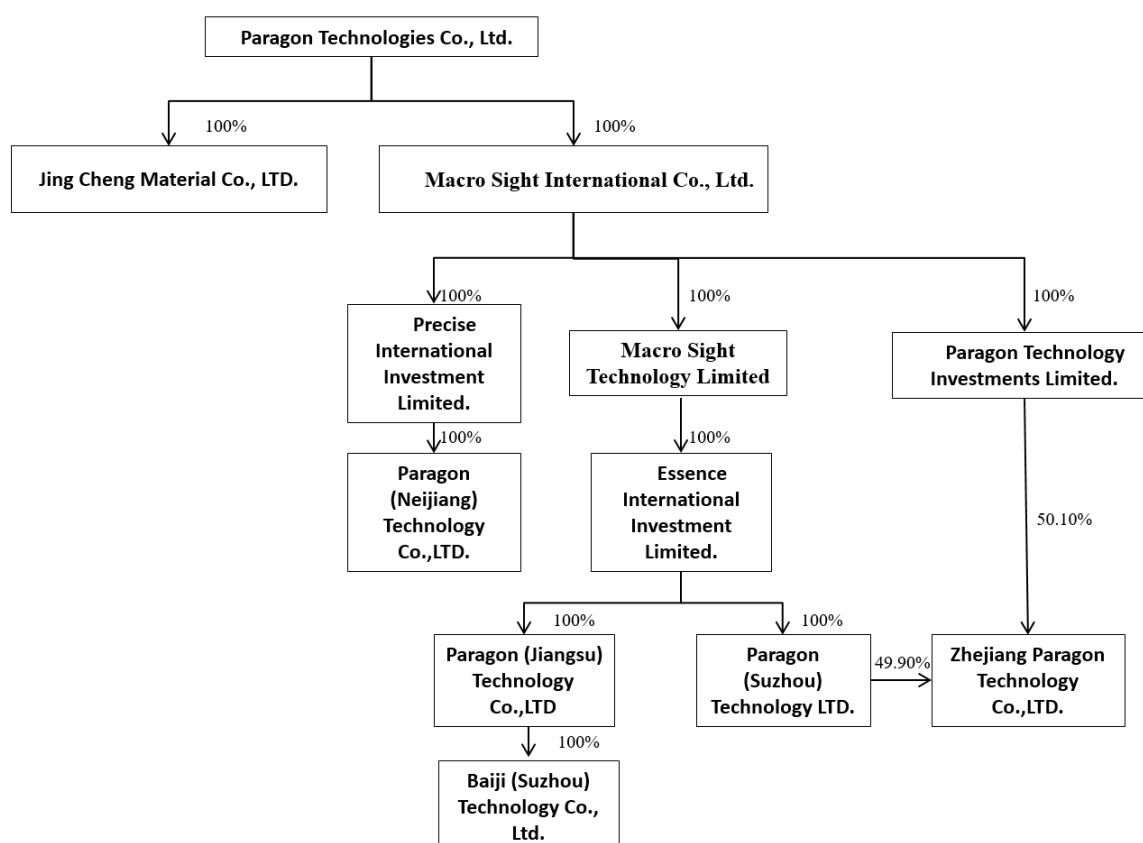 Paragon Technologies Co., Ltd.
100%
100%
Jing Cheng Material Co., LTD.
Macro Sight International Co., Ltd.
100%
100%
100%
Precise
International
Investment
Limited.
Macro Sight
Technology Limited
Paragon Technology
Investments Limited.
100%
100%
50.10%
Paragon
(Neijiang)
Technology
Co.,LTD.
Essence
International
Investment
Limited.
100%
100%
Paragon (Jiangsu)
Technology
Co.,LTD
Paragon
(Suzhou)
Technology LTD.
49.90%
Zhejiang Paragon
Technology
Co.,LTD.
100%
Baiji (Suzhou)
Technology Co.,
Ltd.